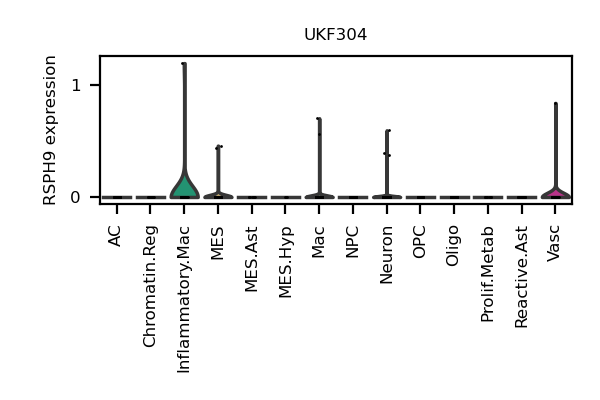 UKF304
RSPH9 expression
1
0
AC
Chromatin.Reg
Inflammatory.Mac
MES
MES.Ast
MES.Hyp
Mac
NPC
Neuron
OPC
Oligo
Prolif.Metab
Reactive.Ast
Vasc